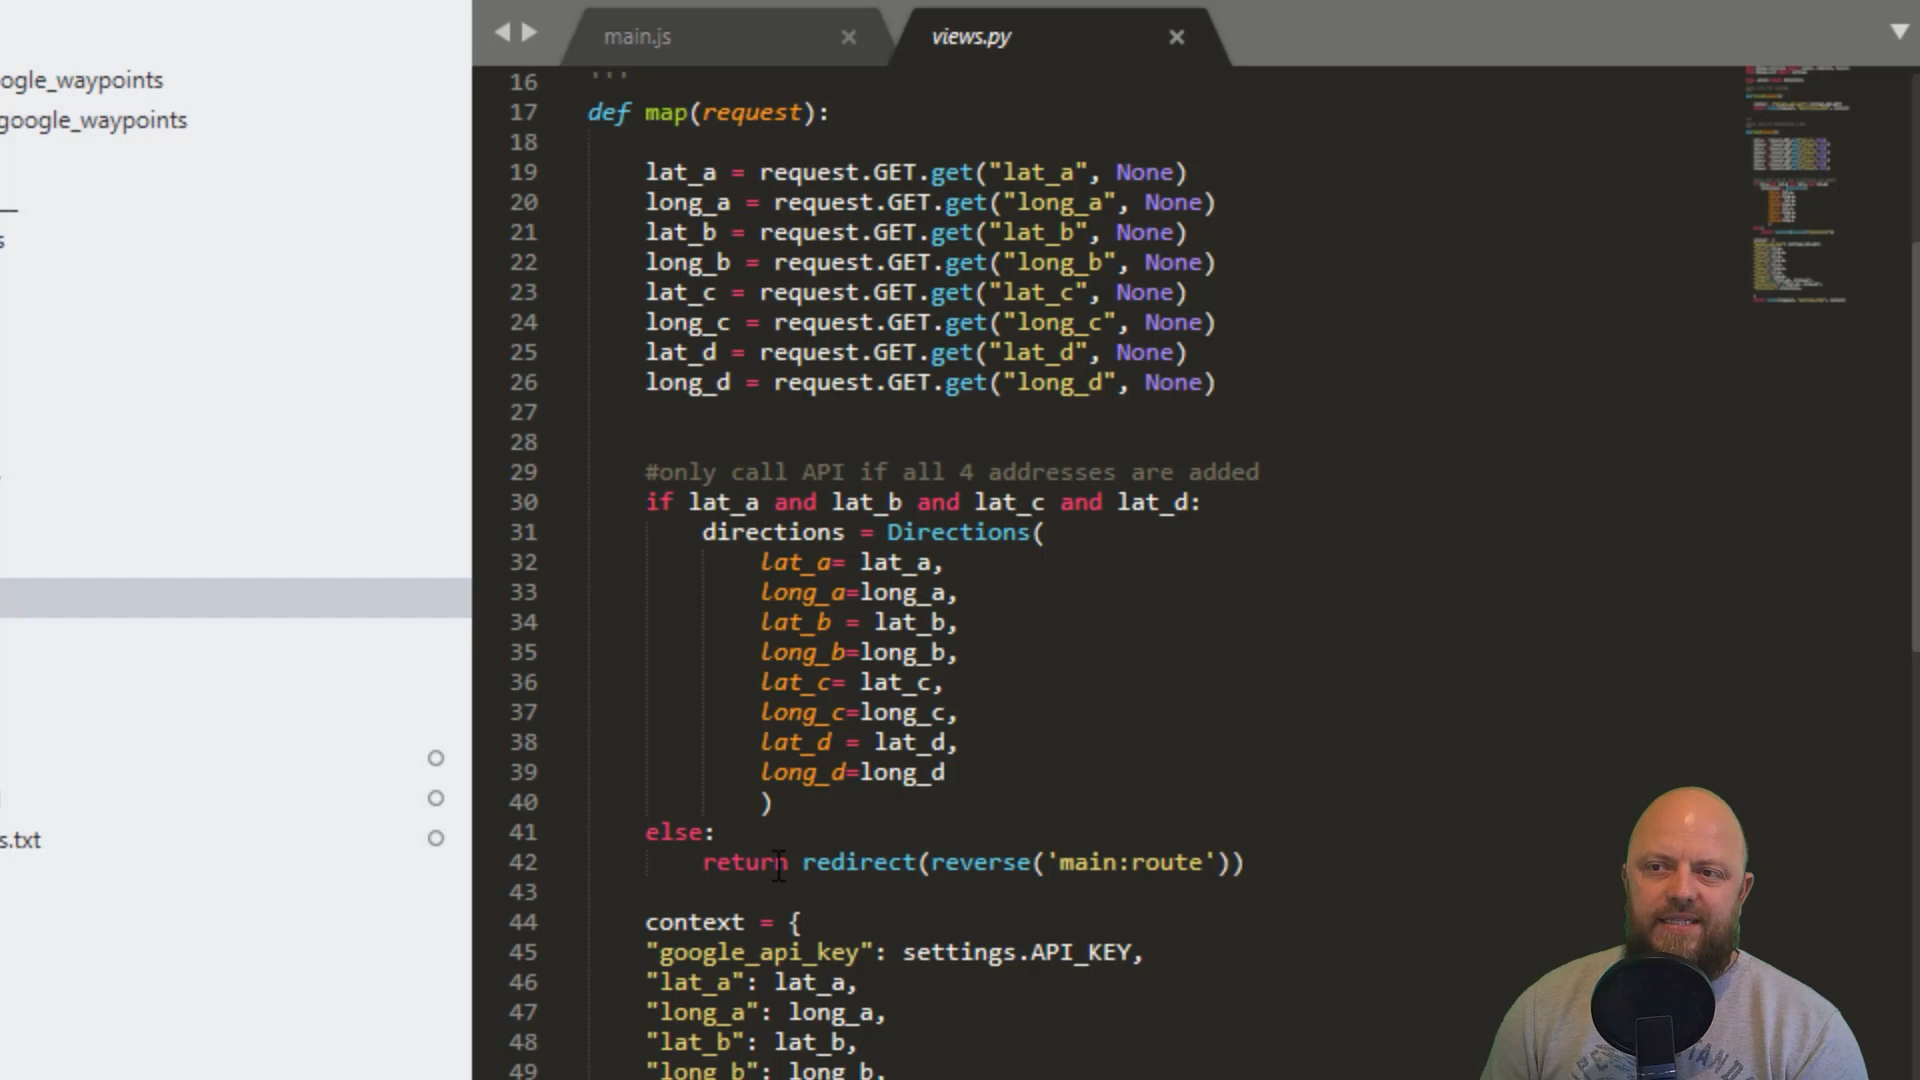 main.js
views.py
ogle_waypoints
google_waypoints
s
s.txt
16 '''
17 def map(request):
18
19 lat_a = request.GET.get("lat_a", None)
20 long_a = request.GET.get("long_a", None)
21 lat_b = request.GET.get("lat_b", None)
22 long_b = request.GET.get("long_b", None)
23 lat_c = request.GET.get("lat_c", None)
24 long_c = request.GET.get("long_c", None)
25 lat_d = request.GET.get("lat_d", None)
26 long_d = request.GET.get("long_d", None)
27
28
29 #only call API if all 4 addresses are added
30 if lat_a and lat_b and lat_c and lat_d:
31 directions = Directions(
32 lat_a= lat_a,
33 long_a=long_a,
34 lat_b = lat_b,
35 long_b=long_b,
36 lat_c= lat_c,
37 long_c=long_c,
38 lat_d = lat_d,
39 long_d=long_d
40 )
41 else:
42 return redirect(reverse('main:route'))
43
44 context = {
45 "google_api_key": settings.API_KEY,
46 "lat_a": lat_a,
47 "long_a": long_a,
48 "lat_b": lat_b,
49 "long_b": long_b,